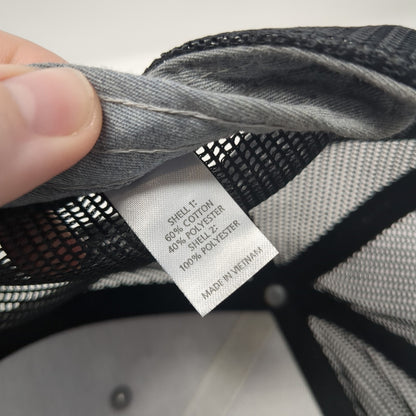 SHELL 1:
60% COTTON
40% POLYESTER
SHELL 2:
100% POLYESTER
MADE IN VIETNAM